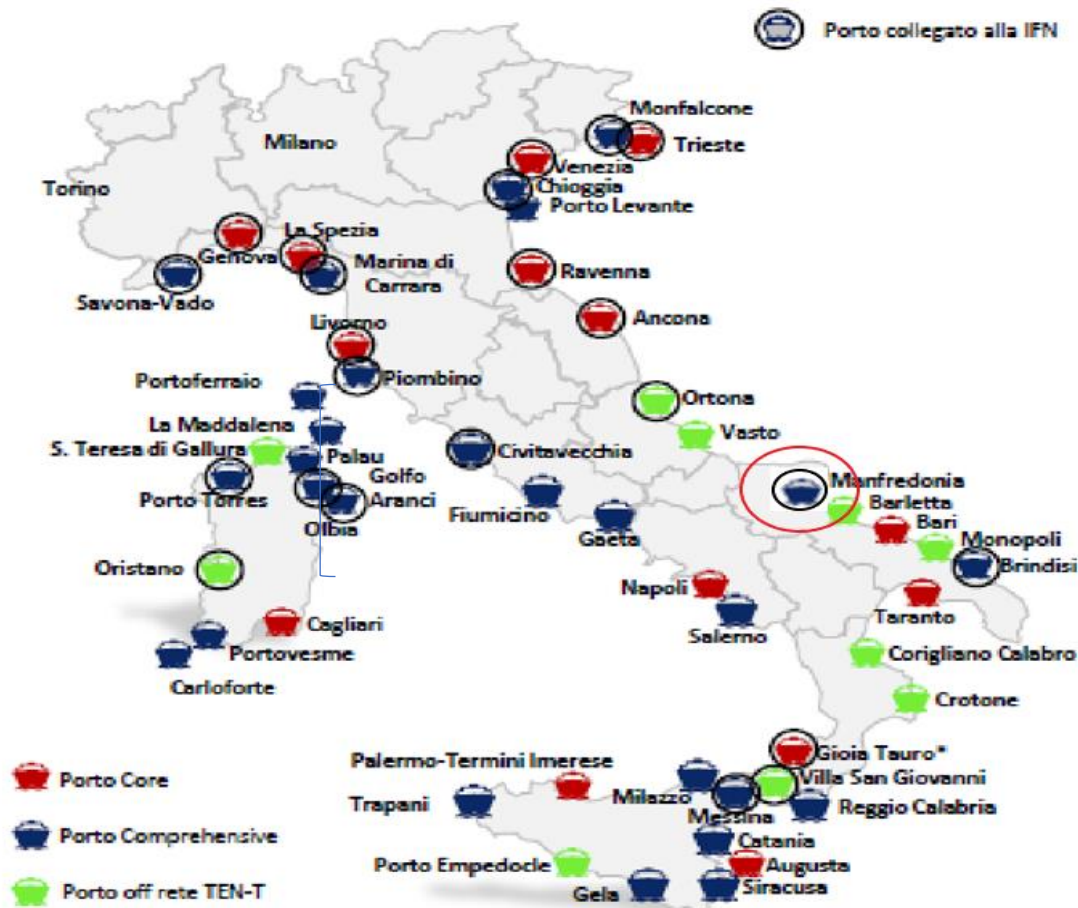 Porto collegato alla IFN
Monfalcone
Milano
Trieste
Venezia
Torino
Chioggia
Porto Levante
La Spezia
Genova
Marina di
Carrara
Ravenna
Savona-Vado
Livorno
Ancona
Portoferraio
Piombino
Ortona
La Maddalena
Vasto
S. Teresa di Gallura
Palau
Civitavecchia
Golfo
Aranci
Manfredonia
Porto Torres
Barletta
Olbia
Fiumicino
Bari
Gaeta
Monopoli
Oristano
Brindisi
Napoli
Taranto
Salerno
Cagliari
Portovesme
Corigliano Calabro
Carloforte
Crotone
Gioia Tauro*
Palermo-Termini Imerese
Porto Core
Villa San Giovanni
Trapani
Milazzo
Reggio Calabria
Messina
Porto Comprehensive
Catania
Porto Empedocle
Augusta
Porto off rete TEN-T
Gela
Siracusa